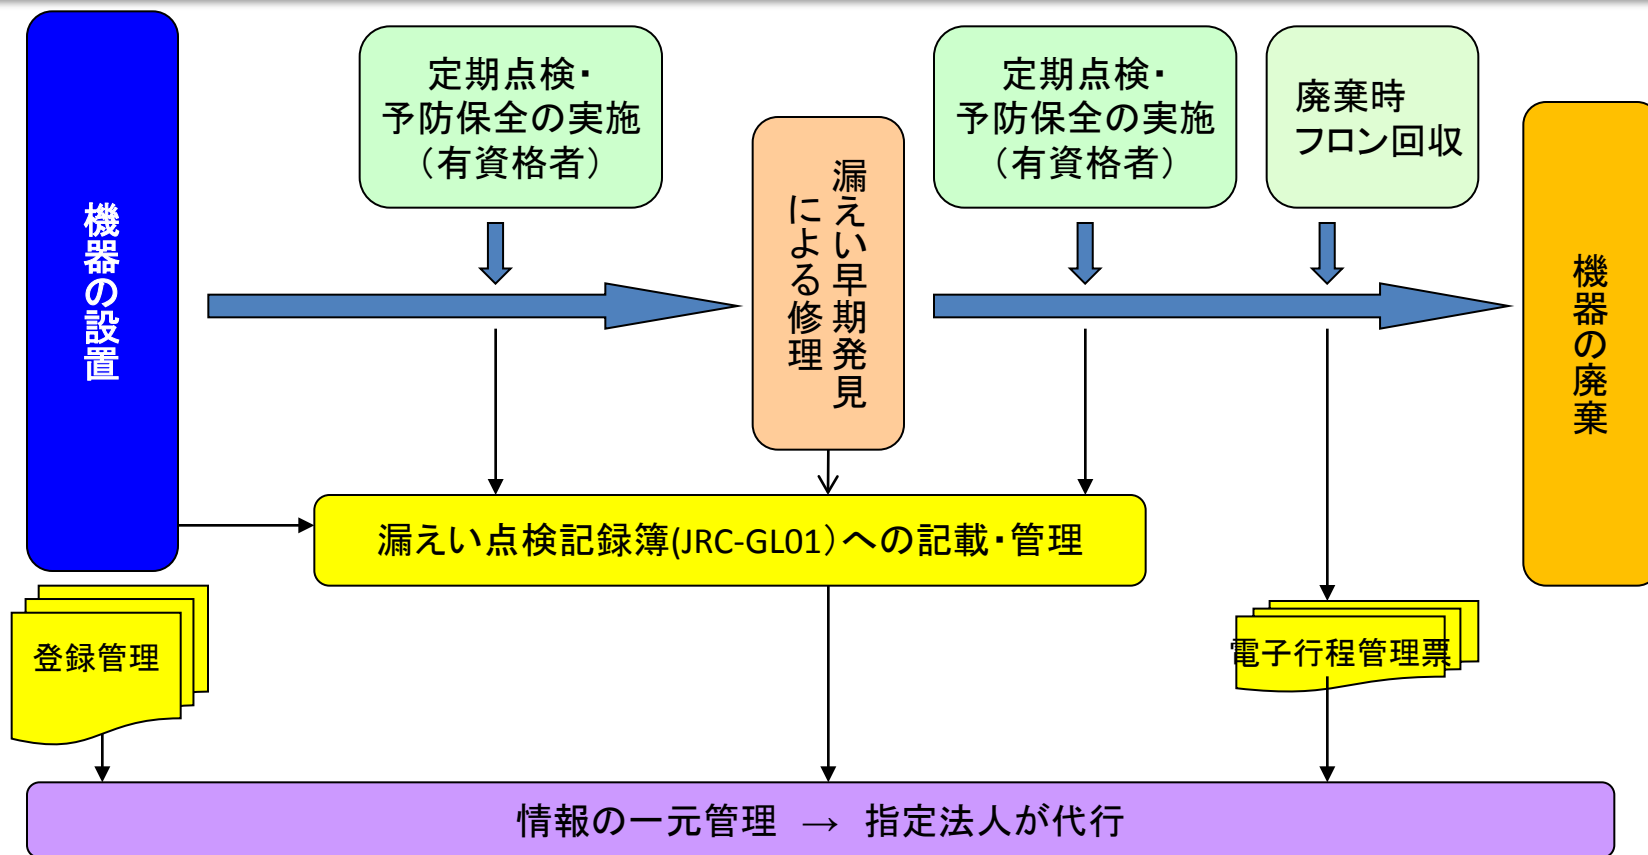 機器の設置
定期点検・
予防保全の実施
（有資格者）
漏えい早期発見
による修理
定期点検・
予防保全の実施
（有資格者）
廃棄時
フロン回収
機器の廃棄
漏えい点検記録簿(JRC-GL01）への記載・管理
登録管理
電子行程管理票
情報の一元管理 → 指定法人が代行